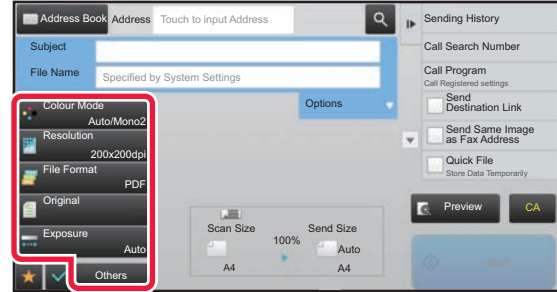 Address Book
Address
Touch to input Address
Subject
File Name
Specified by System Settings
Options
Colour Mode
Auto/Mono2
Resolution
200x200dpi
File Format
PDF
Original
Exposure
Auto
Others
Scan Size
A4
100%
Send Size
Auto
A4
Sending History
Call Search Number
Call Program
Call Registered settings
Send
Destination Link
Send Same Image
as Fax Address
Quick File
Store Data Temporarily
Preview
CA
Start